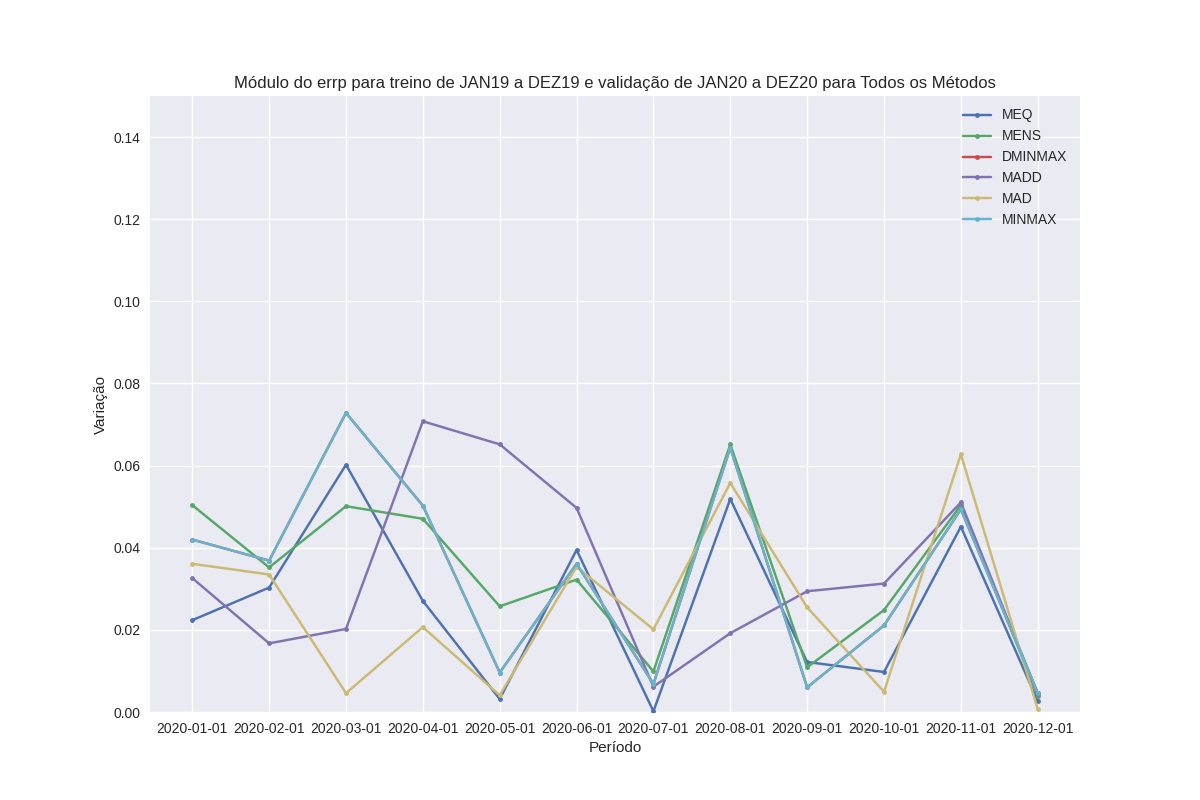 Módulo do errp para treino de JAN19 a DEZ19 e validação de JAN20 a DEZ20 para Todos os Métodos
MEQ
MENS
DMINMAX
MADD
MAD
MINMAX
0.14
0.12
0.10
0.08
0.06
0.04
0.02
0.00
Variação
2020-01-01 2020-02-01 2020-03-01 2020-04-01 2020-05-01 2020-06-01 2020-07-01 2020-08-01 2020-09-01 2020-10-01 2020-11-01 2020-12-01
Período